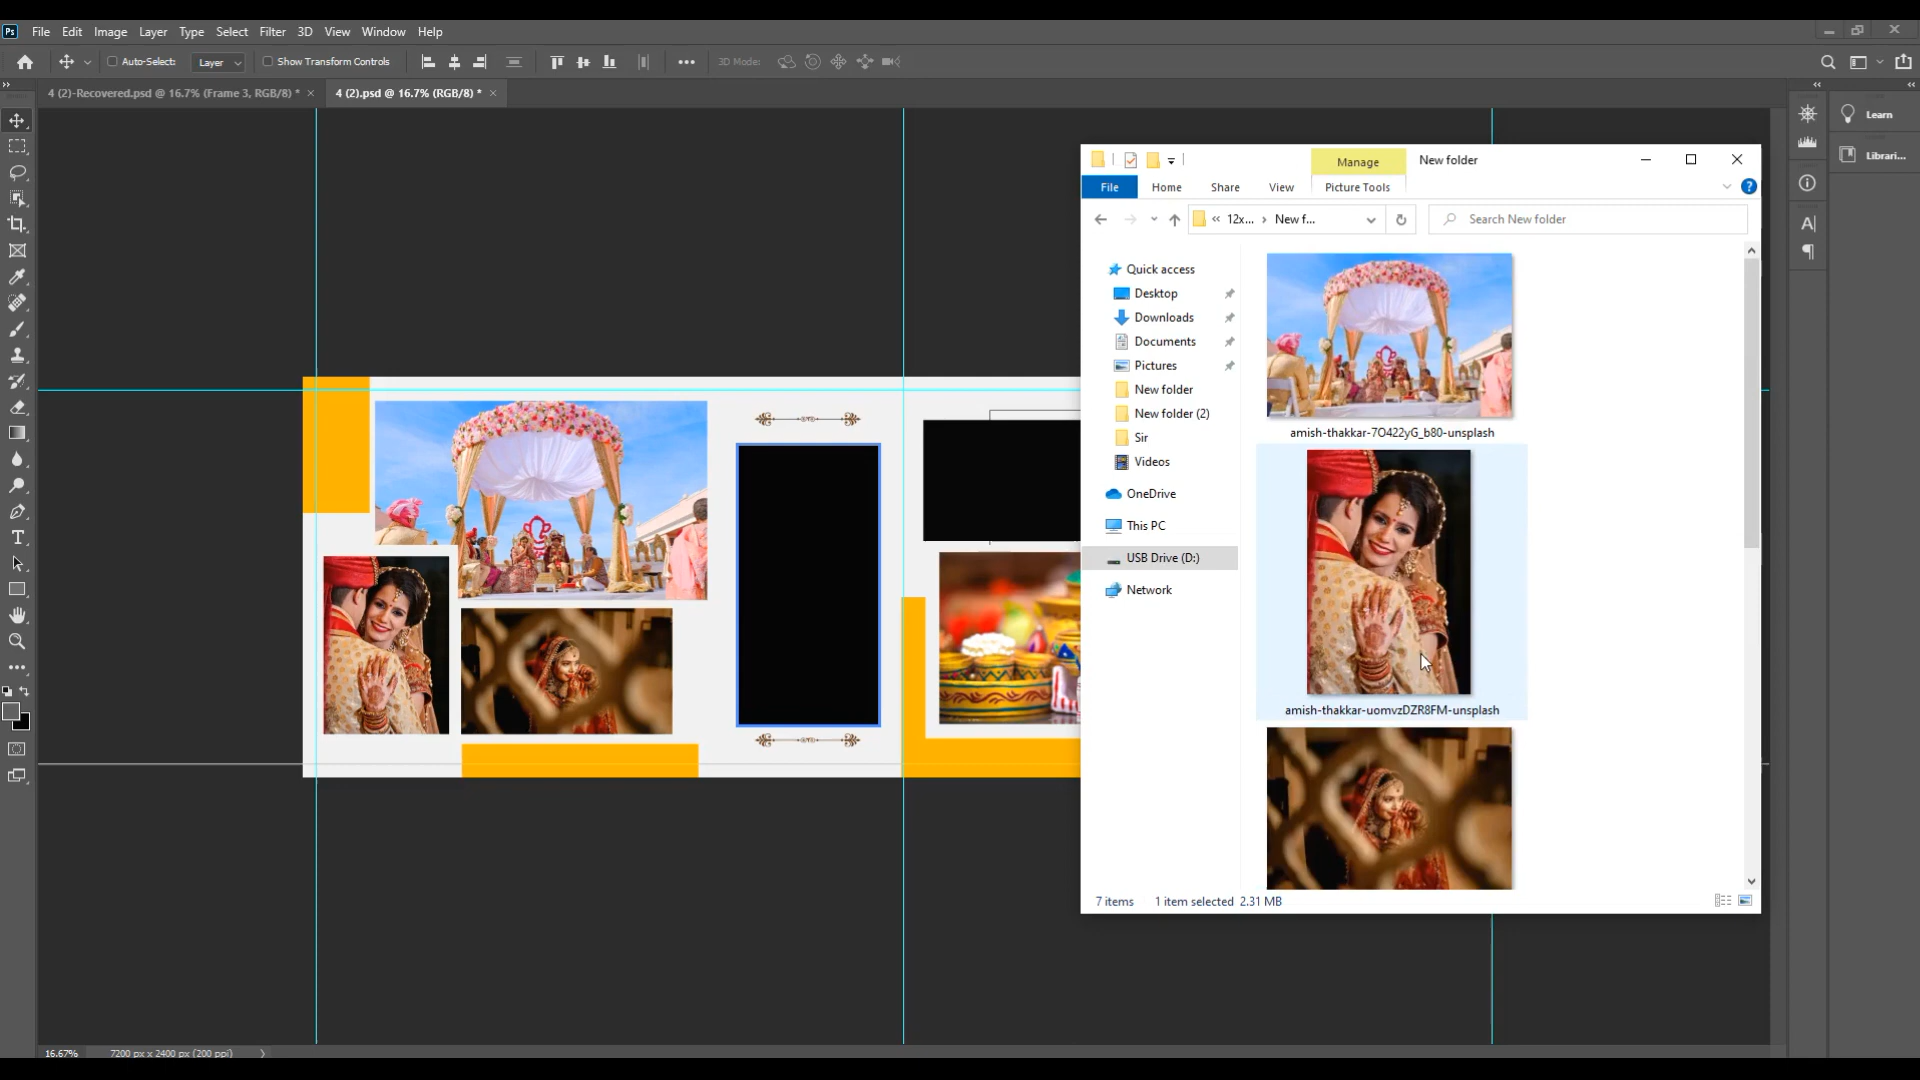 Ps File Edit Image Layer Type Select Filter 3D View Window Help
Auto-Select: Layer Show Transform Controls 3D Mode:
4 (2)-Recovered.psd @ 16.7% (Frame 3, RGB/8) * × 4 (2).psd @ 16.7% (RGB/8) * ×
Learn
Librari...
Manage New folder
File Home Share View Picture Tools
« 12x... › New f... Search New folder
Quick access
Desktop
Downloads
Documents
Pictures
New folder
New folder (2)
Sir
Videos
OneDrive
This PC
USB Drive (D:)
Network
amish-thakkar-7O422yG_b80-unsplash
amish-thakkar-uomvzDZR8FM-unsplash
7 items 1 item selected 2.31 MB
16.67% 7200 px x 2400 px (200 ppi)